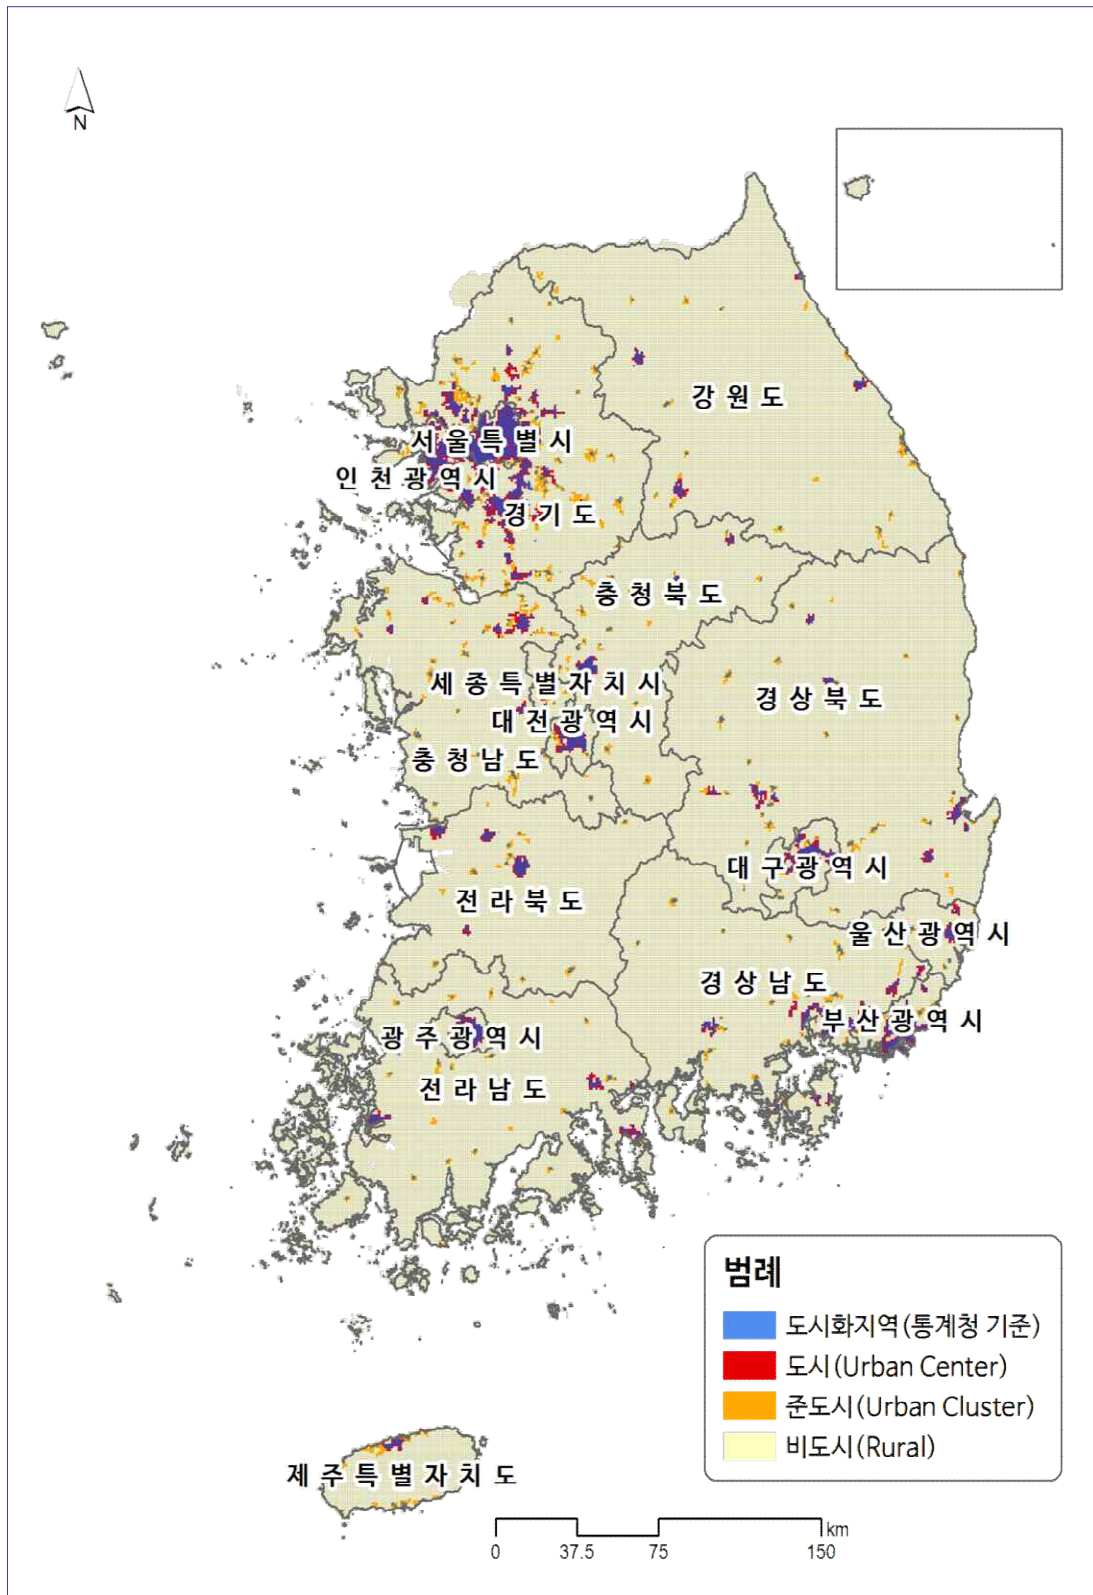 N
강원도
서울특별시
인천광역시
경기도
충청북도
세종특별자치시
경상북도
대전광역시
충청남도
대구광역시
전라북도
울산광역시
경상남도
부산광역시
광주광역시
전라남도
제주특별자치도
범례
도시화지역(통계청 기준)
도시(Urban Center)
준도시(Urban Cluster)
비도시(Rural)
km
0 37.5 75 150